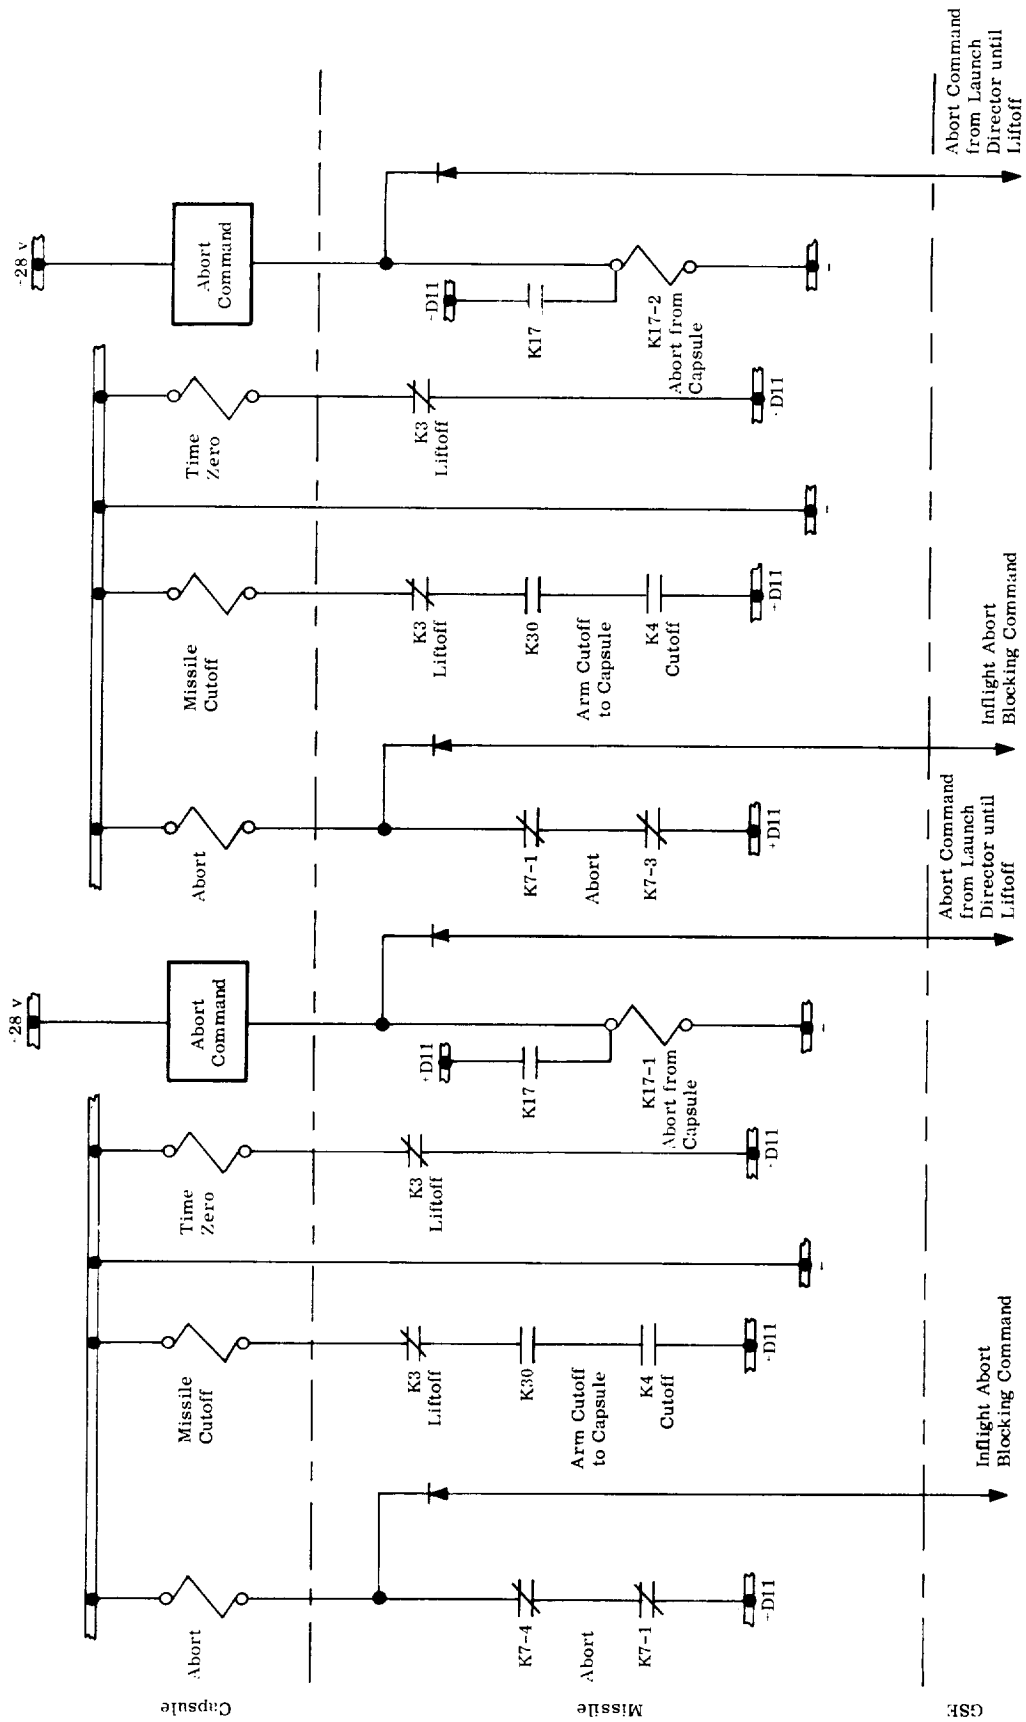 Capsule
Missile
GSE
-28 v
Abort
Command
-28 v
Abort
Command
Abort
Missile
Cutoff
Time
Zero
Abort
Missile
Cutoff
Time
Zero
K7-4
Abort
K7-1
+D11
K3
Liftoff
K30
Arm Cutoff
to Capsule
K4
Cutoff
+D11
-
K3
Liftoff
+D11
+D11
K17
K17-1
Abort from
Capsule
-
K7-1
Abort
K7-3
+D11
K3
Liftoff
K30
Arm Cutoff
to Capsule
K4
Cutoff
+D11
-
K3
Liftoff
+D11
+D11
K17
K17-2
Abort from
Capsule
-
Inflight Abort
Blocking Command
Abort Command
from Launch
Director until
Liftoff
Inflight Abort
Blocking Command
Abort Command
from Launch
Director until
Liftoff